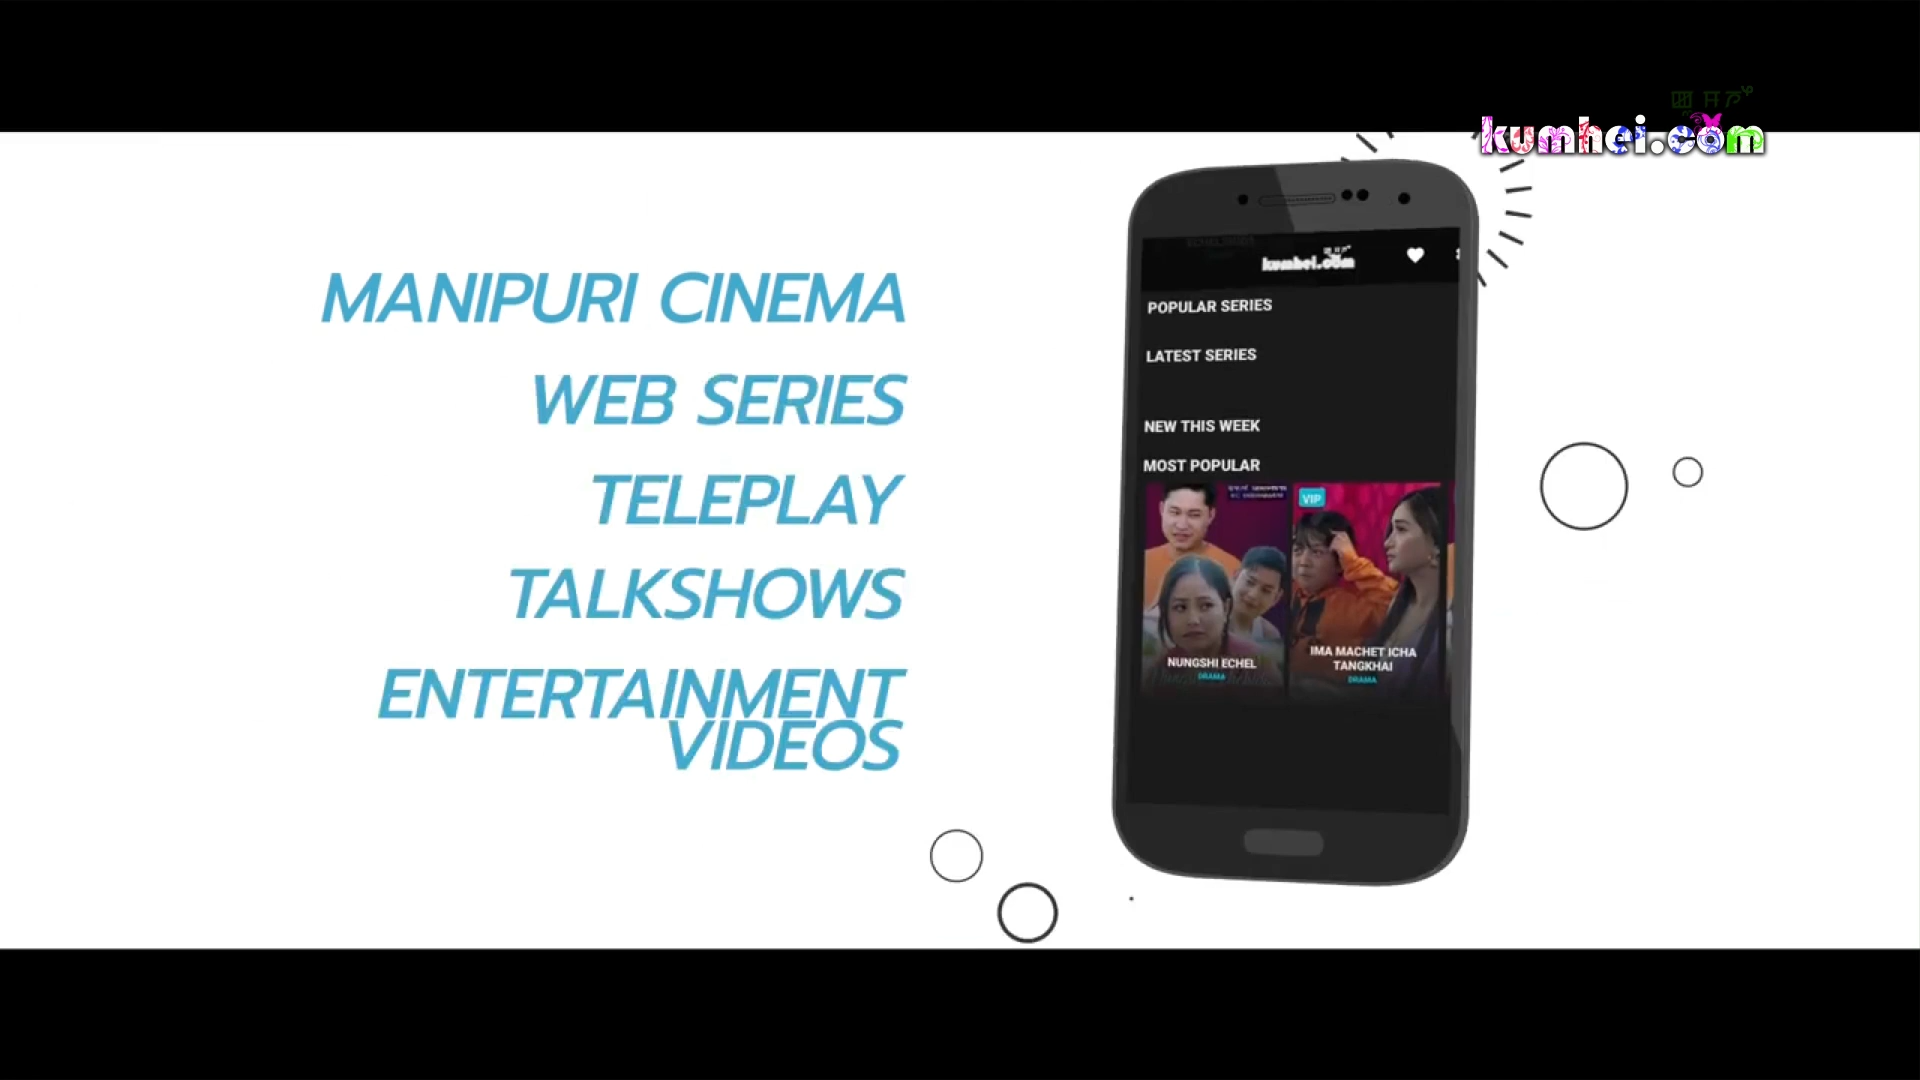 kumhei.com
MANIPURI CINEMA
WEB SERIES
TELEPLAY
TALKSHOWS
ENTERTAINMENT
VIDEOS
kumhei.com
POPULAR SERIES
LATEST SERIES
NEW THIS WEEK
MOST POPULAR
VIP
NUNGSHI ECHEL
DRAMA
IMA MACHET ICHA
TANGKHAI
DRAMA